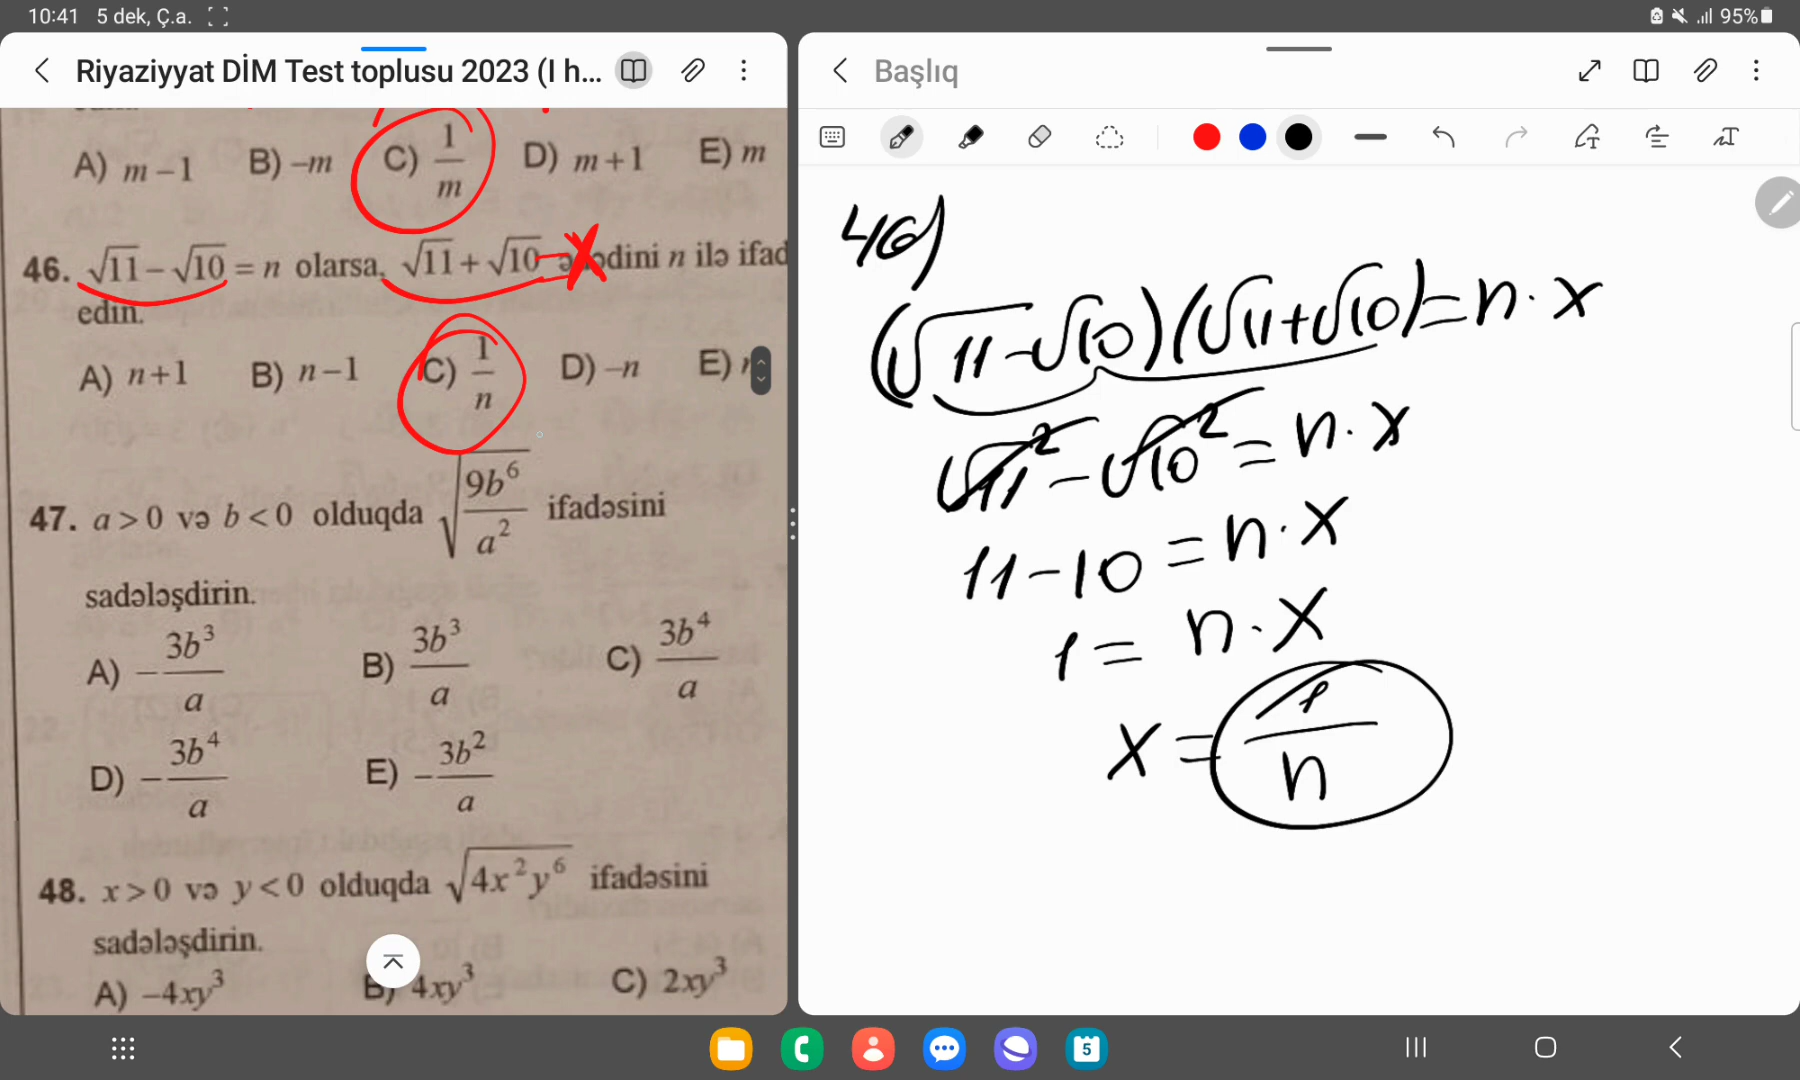 10:41 5 dek, Ç.a.
95%
Riyaziyyat DİM Test toplusu 2023 (I h...
A) m – 1 B) –m C) 1/m D) m + 1 E) m
46. √11 – √10 = n olarsa, √11 + √10 = X ədədini n ilə ifad
edin.
A) n + 1 B) n – 1 C) 1/n D) –n E)
47. a > 0 və b < 0 olduqda √(9b⁶/a²) ifadəsini
sadələşdirin.
A) –3b³/a B) 3b³/a C) 3b⁴/a
D) –3b⁴/a E) –3b²/a
48. x > 0 və y < 0 olduqda √4x²y⁶ ifadəsini
sadələşdirin.
A) –4xy³ B) 4xy³ C) 2xy³
Başlıq
46)
(√11 – √10)(√11 + √10) = n · x
√11² – √10² = n · x
11 – 10 = n · x
1 = n · x
x = 1/n
5